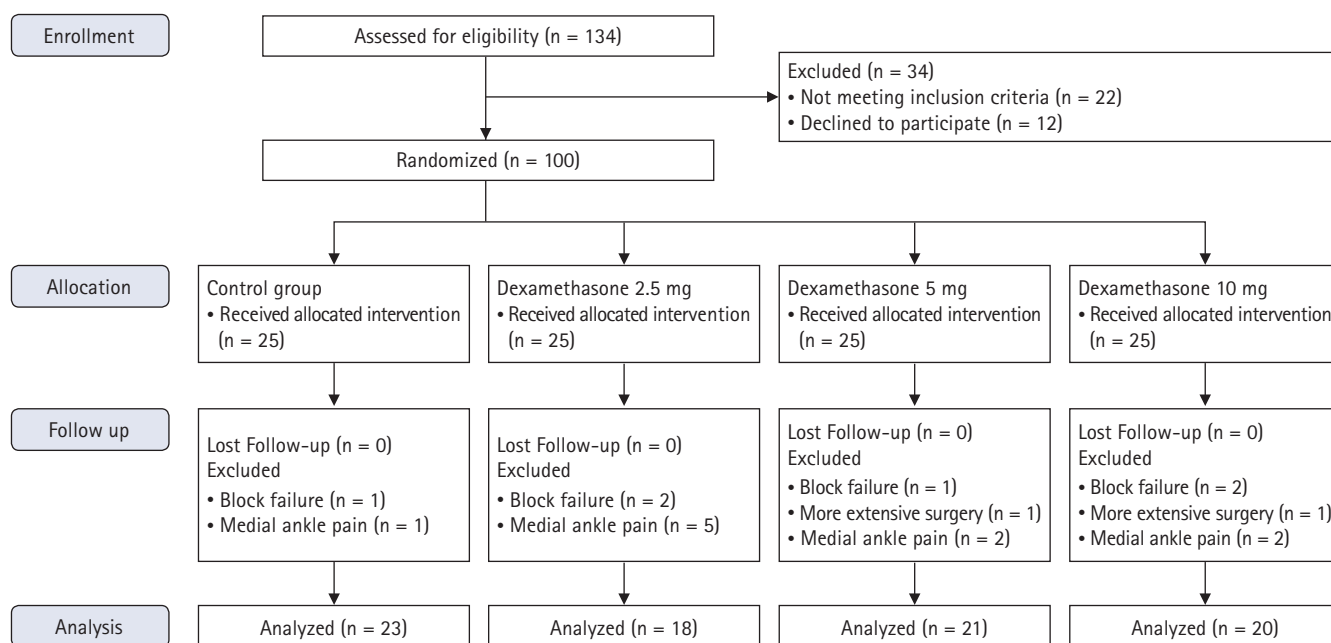 Enrollment
Assessed for eligibility (n = 134)
Excluded (n = 34)
• Not meeting inclusion criteria (n = 22)
• Declined to participate (n = 12)
Randomized (n = 100)
Allocation
Control group
• Received allocated intervention
(n = 25)
Dexamethasone 2.5 mg
• Received allocated intervention
(n = 25)
Dexamethasone 5 mg
• Received allocated intervention
(n = 25)
Dexamethasone 10 mg
• Received allocated intervention
(n = 25)
Follow up
Lost Follow-up (n = 0)
Excluded
• Block failure (n = 1)
• Medial ankle pain (n = 1)
Lost Follow-up (n = 0)
Excluded
• Block failure (n = 2)
• Medial ankle pain (n = 5)
Lost Follow-up (n = 0)
Excluded
• Block failure (n = 1)
• More extensive surgery (n = 1)
• Medial ankle pain (n = 2)
Lost Follow-up (n = 0)
Excluded
• Block failure (n = 2)
• More extensive surgery (n = 1)
• Medial ankle pain (n = 2)
Analysis
Analyzed (n = 23)
Analyzed (n = 18)
Analyzed (n = 21)
Analyzed (n = 20)